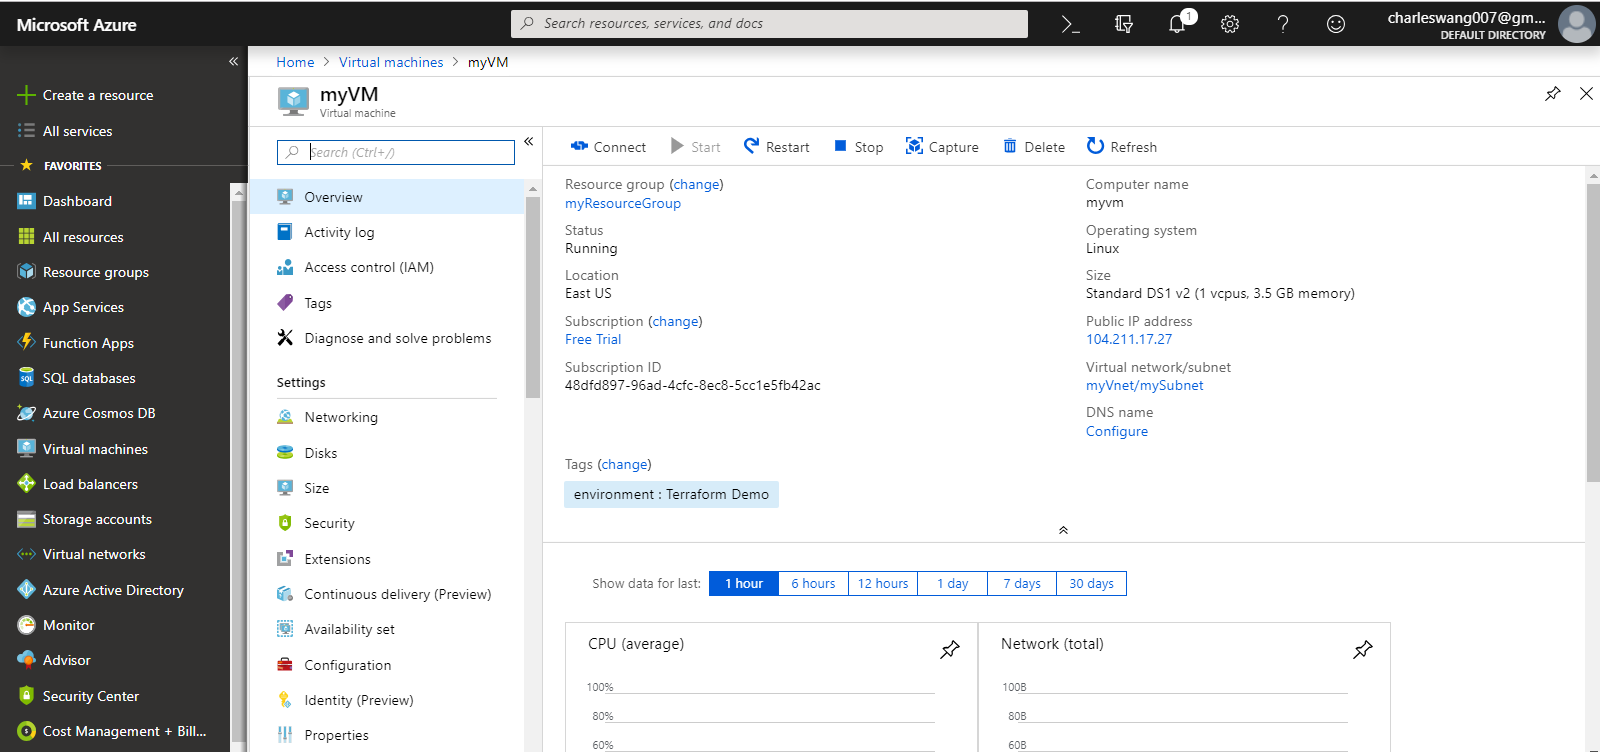 Microsoft Azure
Search resources, services, and docs
1
charleswang007@gm...
DEFAULT DIRECTORY
Create a resource
All services
FAVORITES
Dashboard
All resources
Resource groups
App Services
Function Apps
SQL databases
Azure Cosmos DB
Virtual machines
Load balancers
Storage accounts
Virtual networks
Azure Active Directory
Monitor
Advisor
Security Center
Cost Management + Bill...
Home > Virtual machines > myVM
myVM
Virtual machine
Search (Ctrl+/)
Overview
Activity log
Access control (IAM)
Tags
Diagnose and solve problems
Settings
Networking
Disks
Size
Security
Extensions
Continuous delivery (Preview)
Availability set
Configuration
Identity (Preview)
Properties
Connect Start Restart Stop Capture Delete Refresh
Resource group (change)
myResourceGroup
Status
Running
Location
East US
Subscription (change)
Free Trial
Subscription ID
48dfd897-96ad-4cfc-8ec8-5cc1e5fb42ac
Computer name
myvm
Operating system
Linux
Size
Standard DS1 v2 (1 vcpus, 3.5 GB memory)
Public IP address
104.211.17.27
Virtual network/subnet
myVnet/mySubnet
DNS name
Configure
Tags (change)
environment : Terraform Demo
Show data for last: 1 hour 6 hours 12 hours 1 day 7 days 30 days
CPU (average)
100%
80%
60%
Network (total)
100B
80B
60B